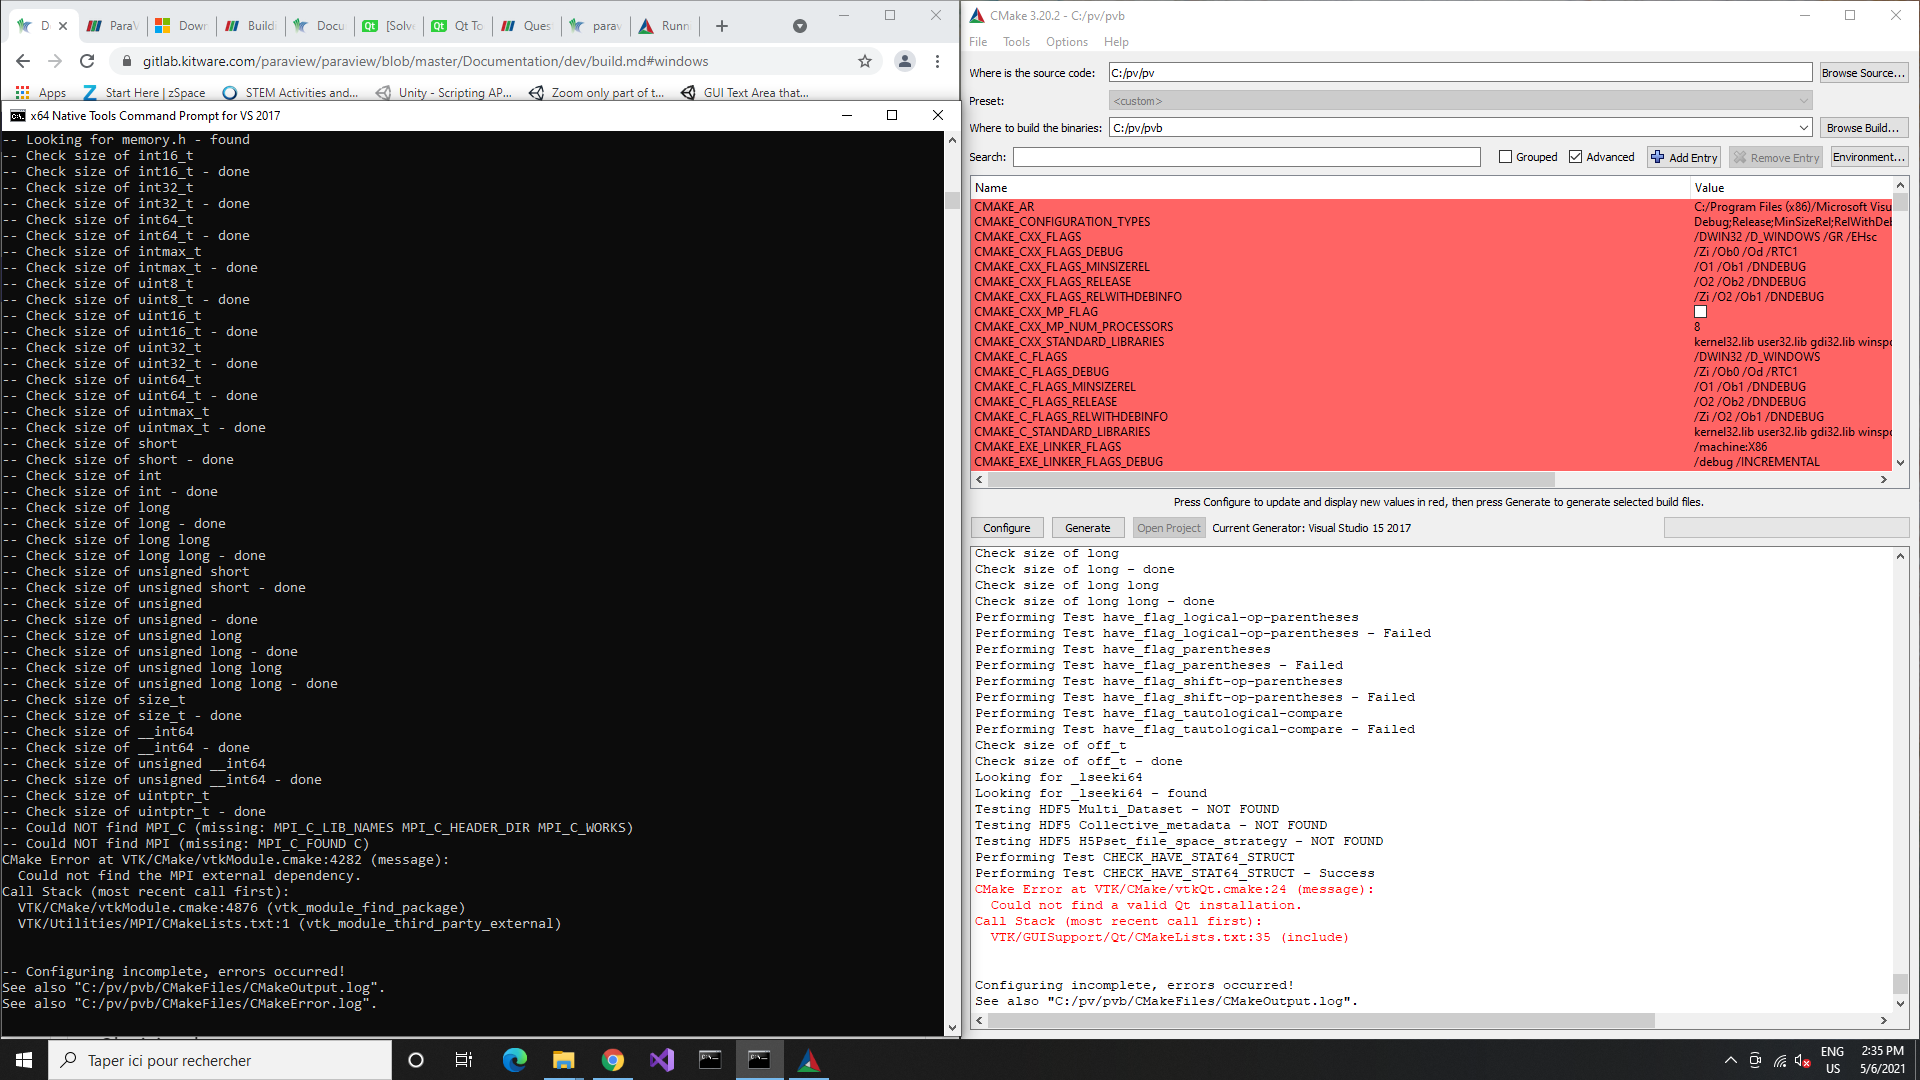 D
ParaV
Down
Build
Docu
[Solve
Qt To
Ques
parav
Runn
gitlab.kitware.com/paraview/paraview/blob/master/Documentation/dev/build.md#windows
Apps
Start Here | zSpace
STEM Activities and...
Unity - Scripting AP...
Zoom only part of t...
GUI Text Area that...
x64 Native Tools Command Prompt for VS 2017
-- Looking for memory.h - found
-- Check size of int16_t
-- Check size of int16_t - done
-- Check size of int32_t
-- Check size of int32_t - done
-- Check size of int64_t
-- Check size of int64_t - done
-- Check size of intmax_t
-- Check size of intmax_t - done
-- Check size of uint8_t
-- Check size of uint8_t - done
-- Check size of uint16_t
-- Check size of uint16_t - done
-- Check size of uint32_t
-- Check size of uint32_t - done
-- Check size of uint64_t
-- Check size of uint64_t - done
-- Check size of uintmax_t
-- Check size of uintmax_t - done
-- Check size of short
-- Check size of short - done
-- Check size of int
-- Check size of int - done
-- Check size of long
-- Check size of long - done
-- Check size of long long
-- Check size of long long - done
-- Check size of unsigned short
-- Check size of unsigned short - done
-- Check size of unsigned
-- Check size of unsigned - done
-- Check size of unsigned long
-- Check size of unsigned long - done
-- Check size of unsigned long long
-- Check size of unsigned long long - done
-- Check size of size_t
-- Check size of size_t - done
-- Check size of __int64
-- Check size of __int64 - done
-- Check size of unsigned __int64
-- Check size of unsigned __int64 - done
-- Check size of uintptr_t
-- Check size of uintptr_t - done
-- Could NOT find MPI_C (missing: MPI_C_LIB_NAMES MPI_C_HEADER_DIR MPI_C_WORKS)
-- Could NOT find MPI (missing: MPI_C_FOUND C)
CMake Error at VTK/CMake/vtkModule.cmake:4282 (message):
Could not find the MPI external dependency.
Call Stack (most recent call first):
VTK/CMake/vtkModule.cmake:4876 (vtk_module_find_package)
VTK/Utilities/MPI/CMakeLists.txt:1 (vtk_module_third_party_external)
-- Configuring incomplete, errors occurred!
See also "C:/pv/pvb/CMakeFiles/CMakeOutput.log".
See also "C:/pv/pvb/CMakeFiles/CMakeError.log".
CMake 3.20.2 - C:/pv/pvb
File Tools Options Help
Where is the source code: C:/pv/pv Browse Source...
Preset: <custom>
Where to build the binaries: C:/pv/pvb Browse Build...
Search: Grouped Advanced Add Entry Remove Entry Environment...
Name Value
CMAKE_AR C:/Program Files (x86)/Microsoft Visu
CMAKE_CONFIGURATION_TYPES Debug;Release;MinSizeRel;RelWithDeb
CMAKE_CXX_FLAGS /DWIN32 /D_WINDOWS /GR /EHsc
CMAKE_CXX_FLAGS_DEBUG /Zi /Ob0 /Od /RTC1
CMAKE_CXX_FLAGS_MINSIZEREL /O1 /Ob1 /DNDEBUG
CMAKE_CXX_FLAGS_RELEASE /O2 /Ob2 /DNDEBUG
CMAKE_CXX_FLAGS_RELWITHDEBINFO /Zi /O2 /Ob1 /DNDEBUG
CMAKE_CXX_MP_FLAG
CMAKE_CXX_MP_NUM_PROCESSORS 8
CMAKE_CXX_STANDARD_LIBRARIES kernel32.lib user32.lib gdi32.lib winspo
CMAKE_C_FLAGS /DWIN32 /D_WINDOWS
CMAKE_C_FLAGS_DEBUG /Zi /Ob0 /Od /RTC1
CMAKE_C_FLAGS_MINSIZEREL /O1 /Ob1 /DNDEBUG
CMAKE_C_FLAGS_RELEASE /O2 /Ob2 /DNDEBUG
CMAKE_C_FLAGS_RELWITHDEBINFO /Zi /O2 /Ob1 /DNDEBUG
CMAKE_C_STANDARD_LIBRARIES kernel32.lib user32.lib gdi32.lib winspo
CMAKE_EXE_LINKER_FLAGS /machine:X86
CMAKE_EXE_LINKER_FLAGS_DEBUG /debug /INCREMENTAL
Press Configure to update and display new values in red, then press Generate to generate selected build files.
Configure Generate Open Project Current Generator: Visual Studio 15 2017
Check size of long
Check size of long - done
Check size of long long
Check size of long long - done
Performing Test have_flag_logical-op-parentheses
Performing Test have_flag_logical-op-parentheses - Failed
Performing Test have_flag_parentheses
Performing Test have_flag_parentheses - Failed
Performing Test have_flag_shift-op-parentheses
Performing Test have_flag_shift-op-parentheses - Failed
Performing Test have_flag_tautological-compare
Performing Test have_flag_tautological-compare - Failed
Check size of off_t
Check size of off_t - done
Looking for _lseeki64
Looking for _lseeki64 - found
Testing HDF5 Multi_Dataset - NOT FOUND
Testing HDF5 Collective_metadata - NOT FOUND
Testing HDF5 H5Pset_file_space_strategy - NOT FOUND
Performing Test CHECK_HAVE_STAT64_STRUCT
Performing Test CHECK_HAVE_STAT64_STRUCT - Success
CMake Error at VTK/CMake/vtkQt.cmake:24 (message):
Could not find a valid Qt installation.
Call Stack (most recent call first):
VTK/GUISupport/Qt/CMakeLists.txt:35 (include)
Configuring incomplete, errors occurred!
See also "C:/pv/pvb/CMakeFiles/CMakeOutput.log".
Taper ici pour rechercher
ENG
US
2:35 PM
5/6/2021